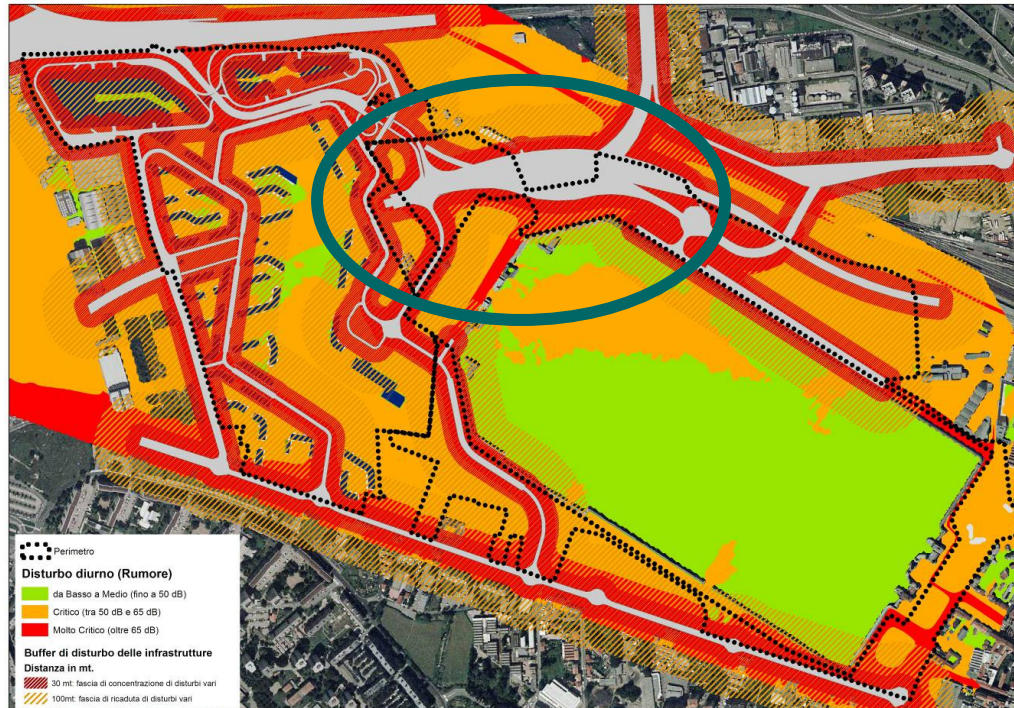 Perimetro
Disturbo diurno (Rumore)
da Basso a Medio (fino a 50 dB)
Critico (tra 50 dB e 65 dB)
Molto Critico (oltre 65 dB)
Buffer di disturbo delle infrastrutture
Distanza in mt.
30 mt: fascia di concentrazione di disturbi vari
100mt: fascia di ricaduta di disturbi vari